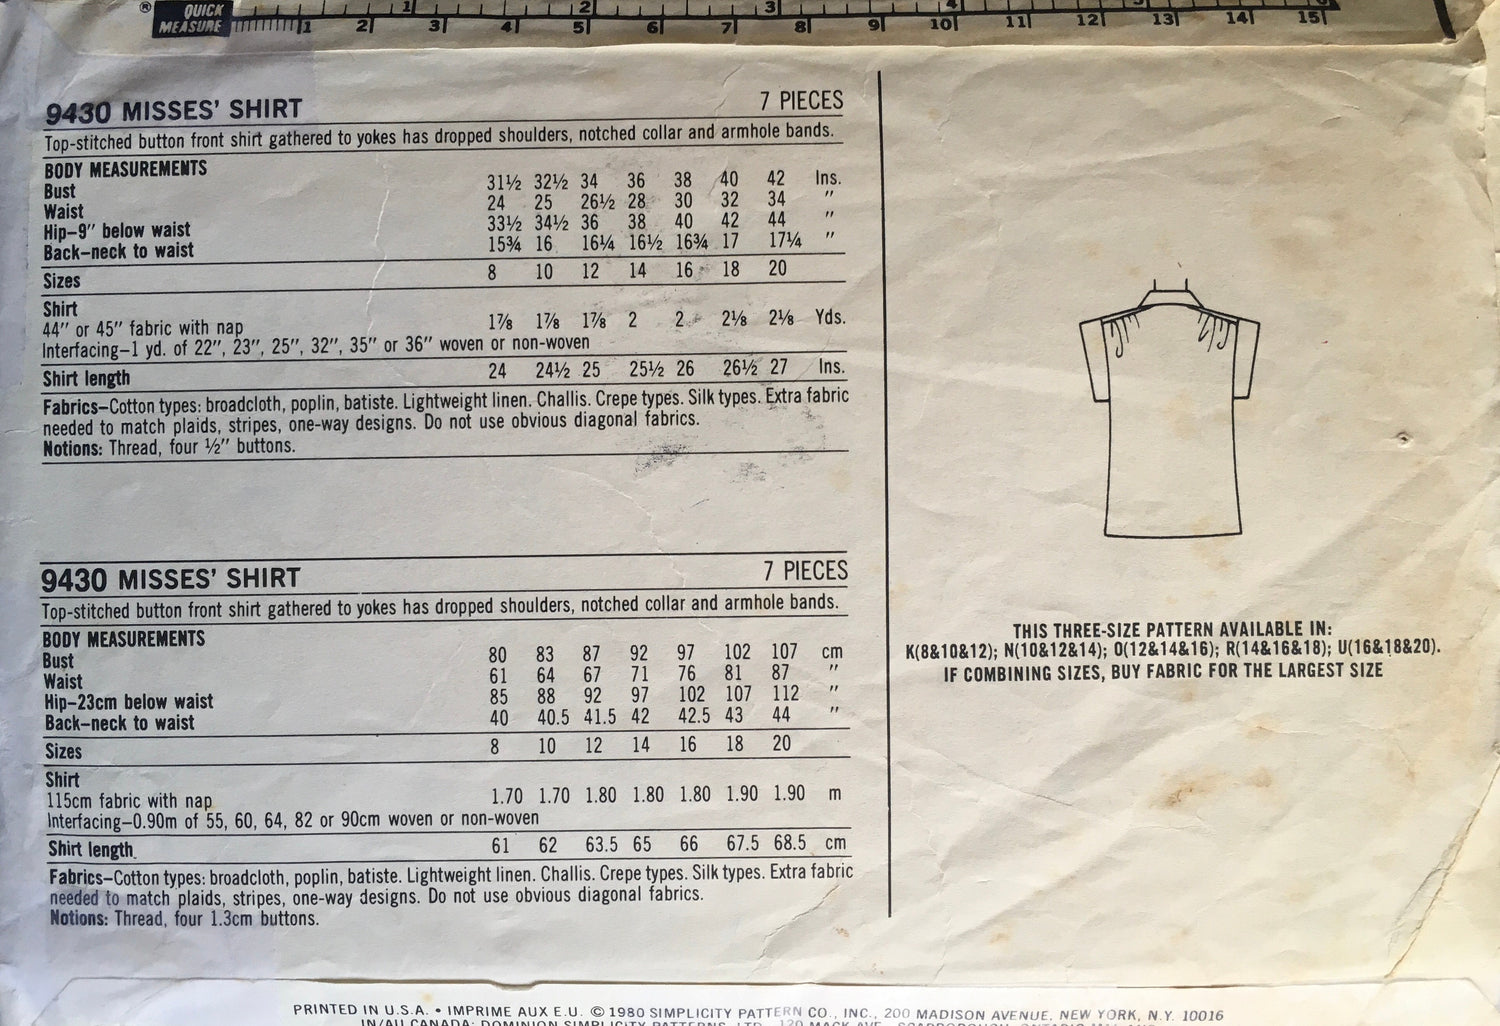 ® QUICK 1 2 3 4 5
MEASURE 1 2 3 4 5 6 7 8 9 10 11 12 13 14 15
9430 MISSES' SHIRT 7 PIECES
Top-stitched button front shirt gathered to yokes has dropped shoulders, notched collar and armhole bands.
BODY MEASUREMENTS
Bust 31½ 32½ 34 36 38 40 42 Ins.
Waist 24 25 26½ 28 30 32 34 "
Hip–9" below waist 33½ 34½ 36 38 40 42 44 "
Back–neck to waist 15¾ 16 16¼ 16½ 16¾ 17 17¼ "
Sizes 8 10 12 14 16 18 20
Shirt
44" or 45" fabric with nap 1⅞ 1⅞ 1⅞ 2 2 2⅛ 2⅛ Yds.
Interfacing–1 yd. of 22", 23", 25", 32", 35" or 36" woven or non-woven
Shirt length 24 24½ 25 25½ 26 26½ 27 Ins.
Fabrics–Cotton types: broadcloth, poplin, batiste. Lightweight linen. Challis. Crepe types. Silk types. Extra fabric
needed to match plaids, stripes, one-way designs. Do not use obvious diagonal fabrics.
Notions: Thread, four ½" buttons.
9430 MISSES' SHIRT 7 PIECES
Top-stitched button front shirt gathered to yokes has dropped shoulders, notched collar and armhole bands.
BODY MEASUREMENTS
Bust 80 83 87 92 97 102 107 cm
Waist 61 64 67 71 76 81 87 "
Hip–23cm below waist 85 88 92 97 102 107 112 "
Back–neck to waist 40 40.5 41.5 42 42.5 43 44 "
Sizes 8 10 12 14 16 18 20
Shirt
115cm fabric with nap 1.70 1.70 1.80 1.80 1.80 1.90 1.90 m
Interfacing–0.90m of 55, 60, 64, 82 or 90cm woven or non-woven
Shirt length 61 62 63.5 65 66 67.5 68.5 cm
Fabrics–Cotton types: broadcloth, poplin, batiste. Lightweight linen. Challis. Crepe types. Silk types. Extra fabric
needed to match plaids, stripes, one-way designs. Do not use obvious diagonal fabrics.
Notions: Thread, four 1.3cm buttons.
THIS THREE-SIZE PATTERN AVAILABLE IN:
K(8&10&12); N(10&12&14); O(12&14&16); R(14&16&18); U(16&18&20).
IF COMBINING SIZES, BUY FABRIC FOR THE LARGEST SIZE
PRINTED IN U.S.A. • IMPRIME AUX E.U. © 1980 SIMPLICITY PATTERN CO., INC., 200 MADISON AVENUE, NEW YORK, N.Y. 10016
IN/AU CANADA: DOMINION SIMPLICITY PATTERNS, LTD., 120 MACK AVE., SCARBOROUGH, ONTARIO